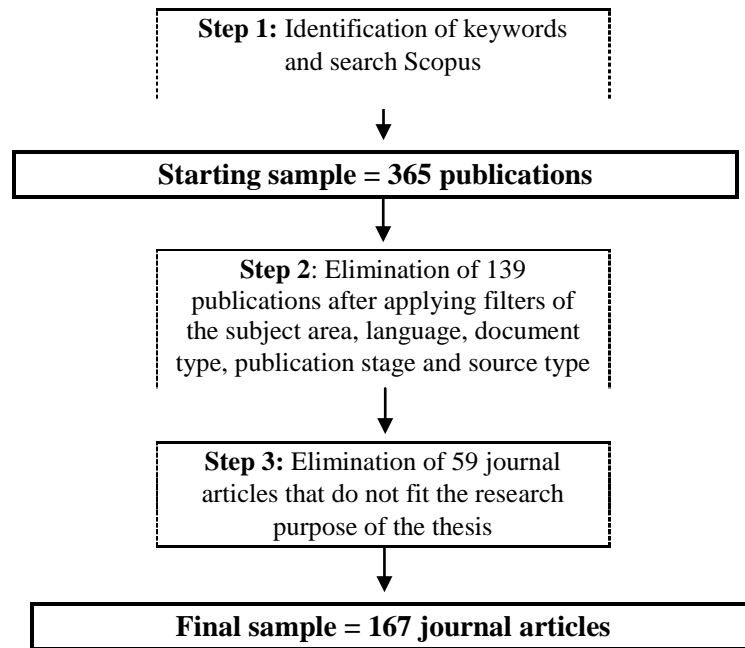 Step 1: Identification of keywords
and search Scopus
Starting sample = 365 publications
Step 2: Elimination of 139
publications after applying filters of
the subject area, language, document
type, publication stage and source type
Step 3: Elimination of 59 journal
articles that do not fit the research
purpose of the thesis
Final sample = 167 journal articles